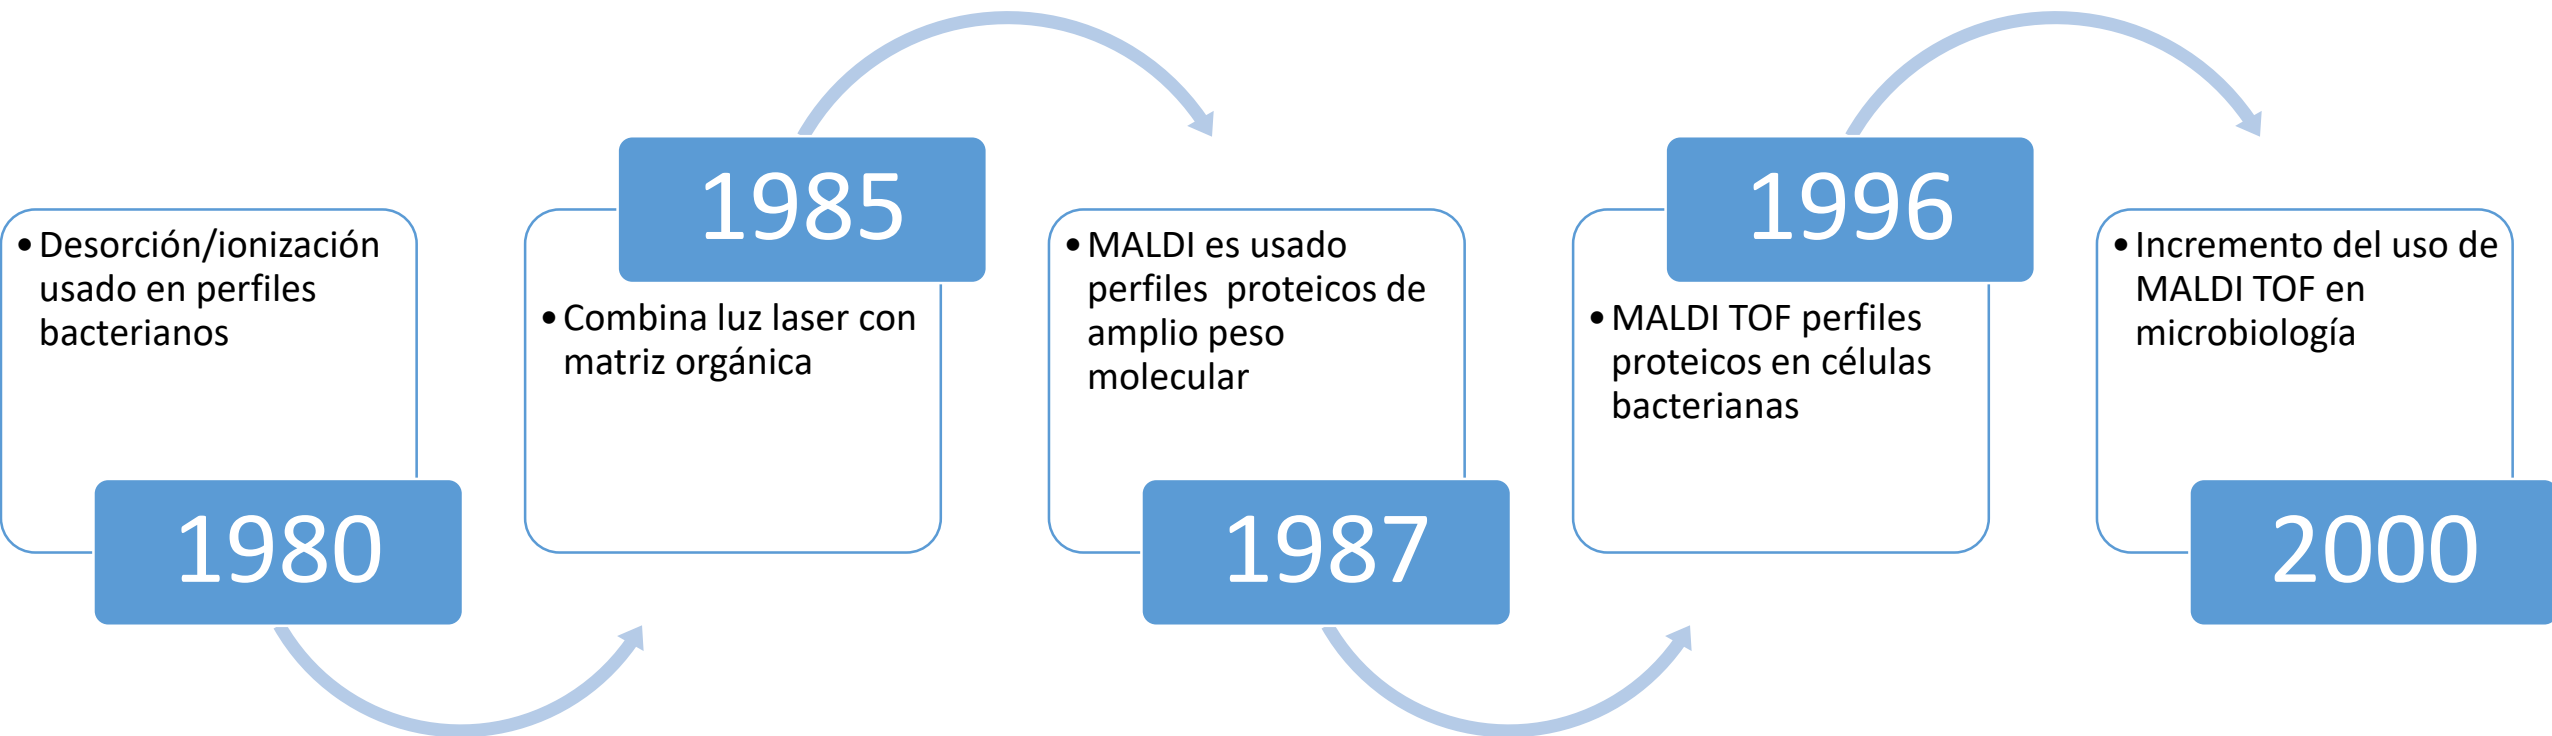 • Desorción/ionización
usado en perfiles
bacterianos
1980
1985
• Combina luz laser con
matriz orgánica
• MALDI es usado
perfiles  proteicos de
amplio peso
molecular
1987
1996
• MALDI TOF perfiles
proteicos en células
bacterianas
• Incremento del uso de
MALDI TOF en
microbiología
2000